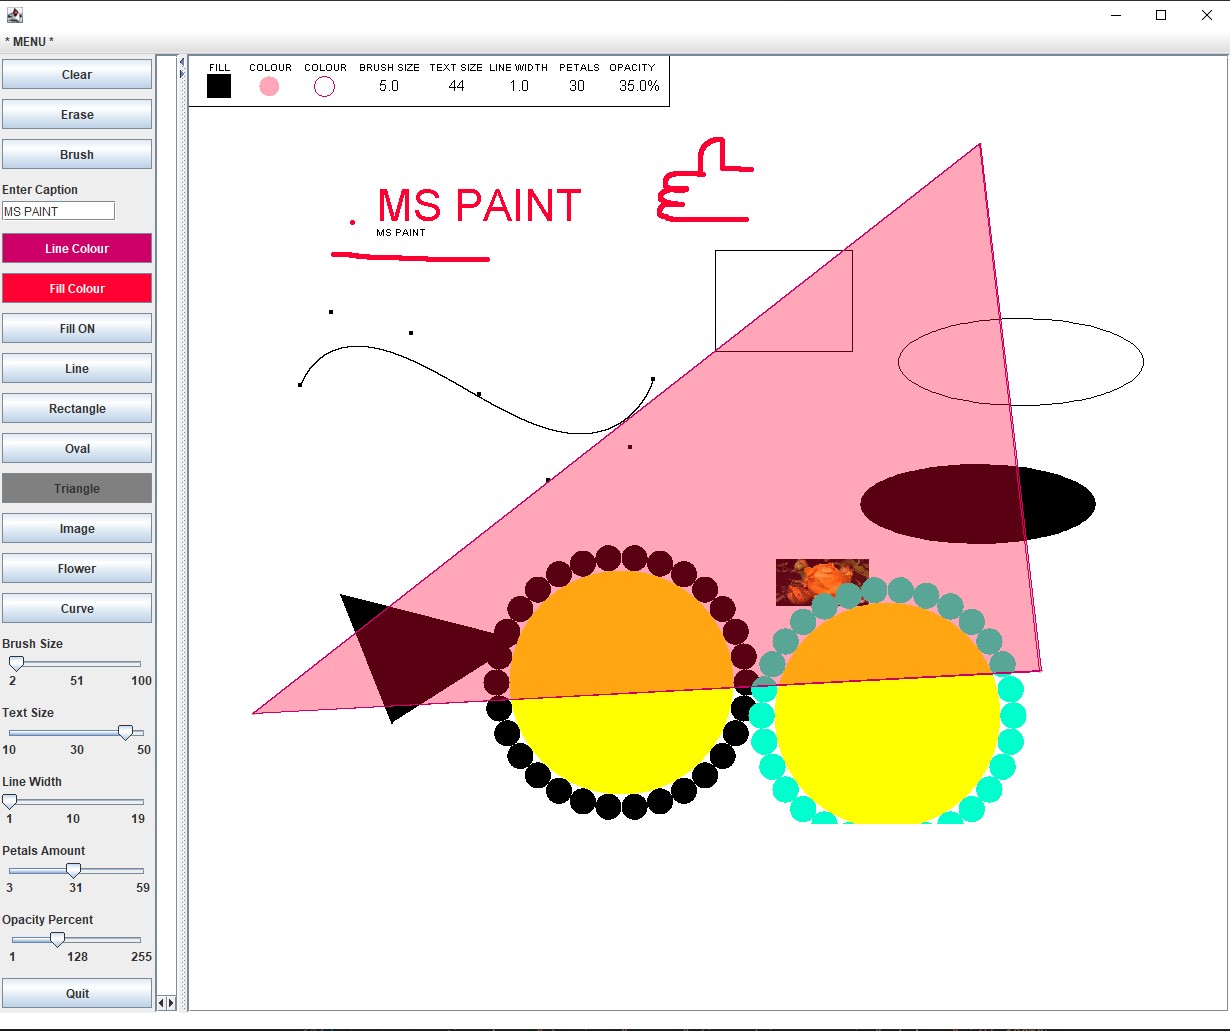 * MENU *
Clear
Erase
Brush
Enter Caption
MS PAINT
Line Colour
Fill Colour
Fill ON
Line
Rectangle
Oval
Triangle
Image
Flower
Curve
Brush Size
2 51 100
Text Size
10 30 50
Line Width
1 10 19
Petals Amount
3 31 59
Opacity Percent
1 128 255
Quit
FILL COLOUR COLOUR BRUSH SIZE TEXT SIZE LINE WIDTH PETALS OPACITY
5.0 44 1.0 30 35.0%
MS PAINT
MS PAINT